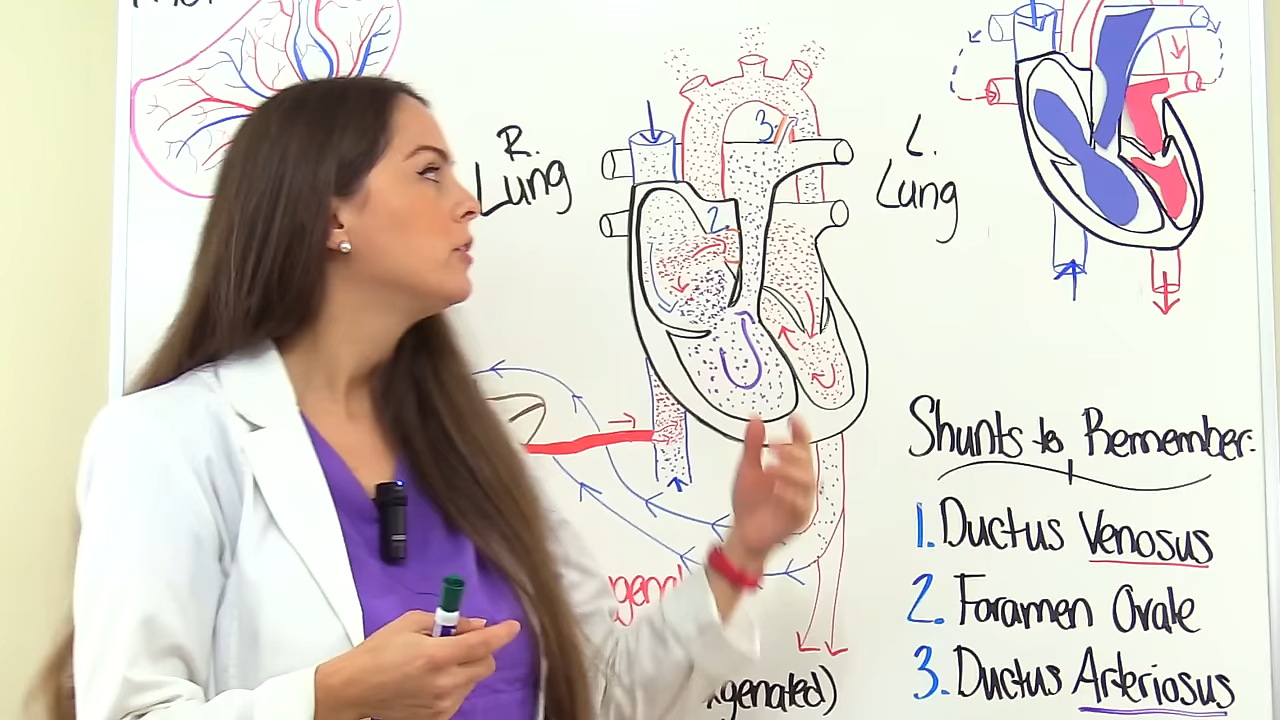 R.
Lung
L.
Lung
3
2
Shunts to Remember:
1. Ductus Venosus
2. Foramen Ovale
3. Ductus Arteriosus